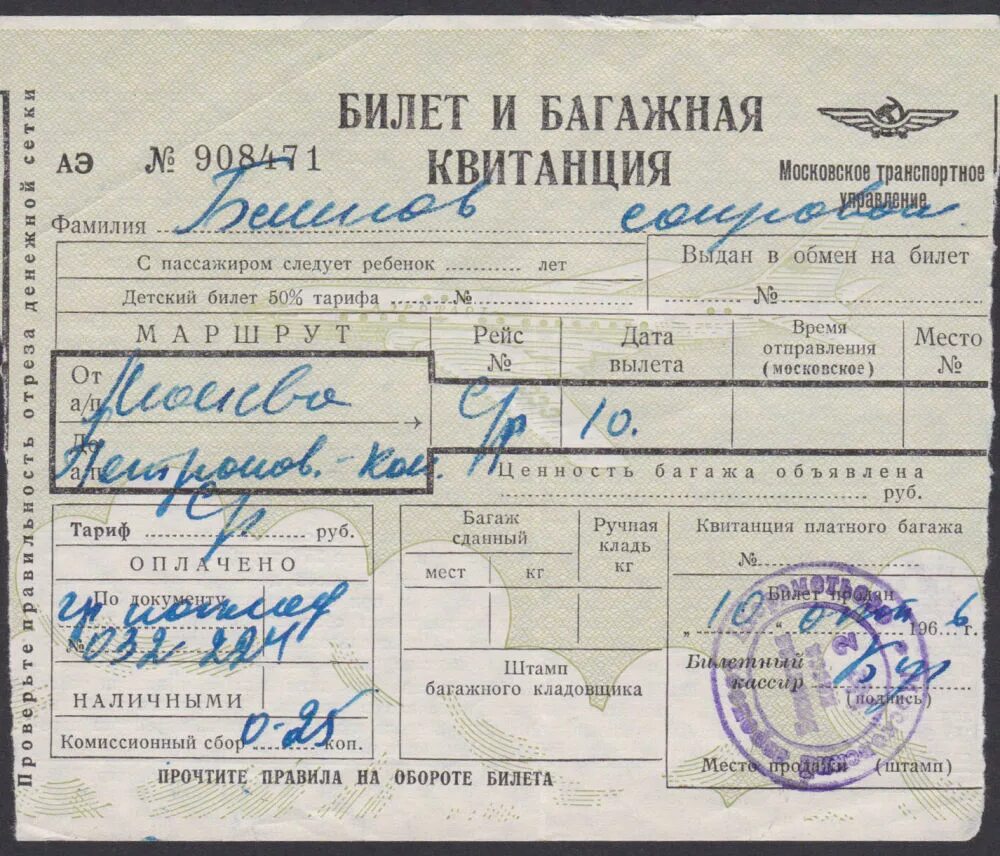 БИЛЕТ И БАГАЖНАЯ
КВИТАНЦИЯ
АЭ № 908471
Московское транспортное
управление
Фамилия
С пассажиром следует ребенок лет
Детский билет 50% тарифа №
Выдан в обмен на билет
№
МАРШРУТ
Рейс
№
Дата
вылета
Время
отправления
(московское)
Место
№
От
а/п
Москва
До
а/п
с/р
10.
Ценность багажа объявлена
руб.
Тариф с/р руб.
ОПЛАЧЕНО
По документу
№ 032224
НАЛИЧНЫМИ
Комиссионный сбор 0-25 коп.
Багаж
сданный
мест
кг
Ручная
кладь
кг
Штамп
багажного кладовщика
Квитанция платного багажа
№
Билет продан
„10“ 1966 г.
Билетный
кассир
(подпись)
Место продажи (штамп)
ПРОЧТИТЕ ПРАВИЛА НА ОБОРОТЕ БИЛЕТА
Проверьте правильность отреза денежной сетки